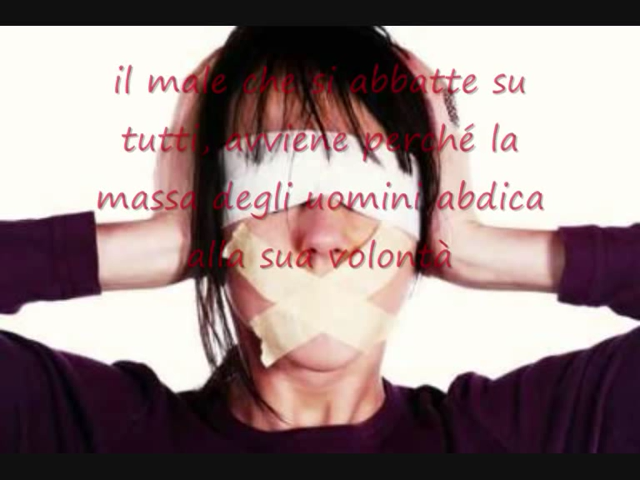 il male che si abbatte su
tutti, avviene perché la
massa degli uomini abdica
alla sua volontà